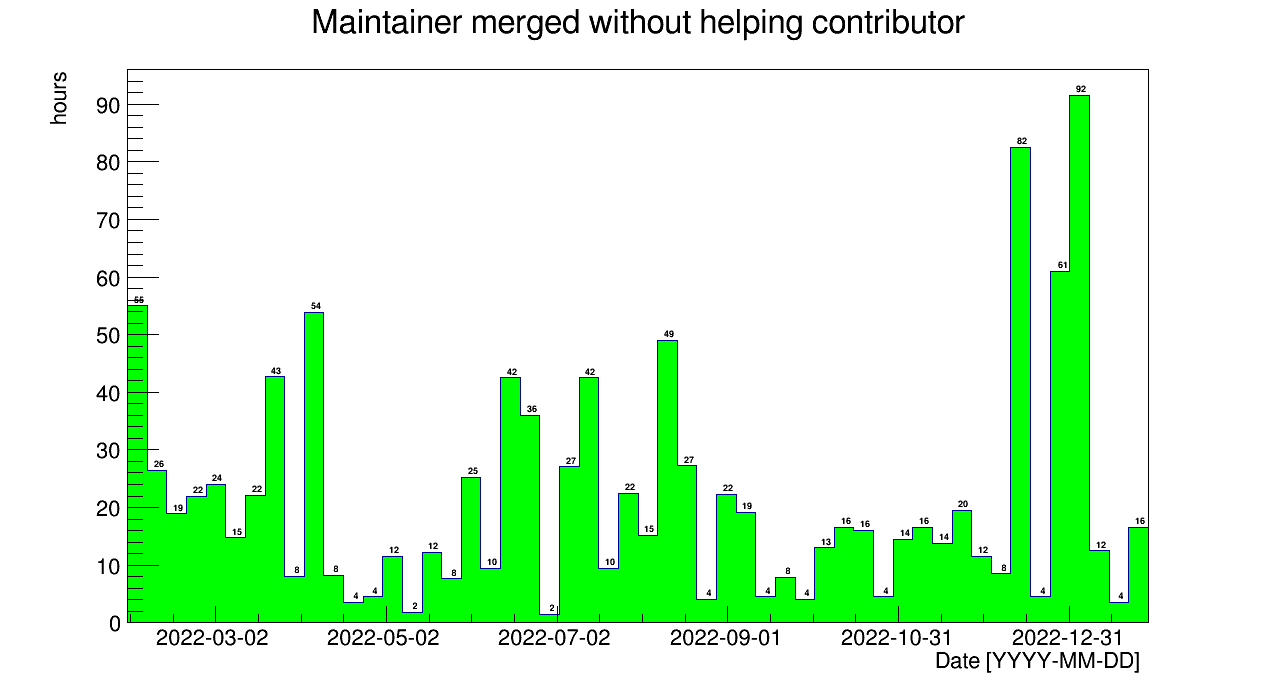 Maintainer merged without helping contributor
hours
90
80
70
60
50
40
30
20
10
0
55 26 19 22 24 15 22 43 8 54 8 4 4 12 2 12 8 25 10 42 36 2 27 42 10 22 15 49 27 4 22 19 4 8 4 13 16 16 4 14 16 14 20 12 8 82 4 61 92 12 4 16
2022-03-02 2022-05-02 2022-07-02 2022-09-01 2022-10-31 2022-12-31
Date [YYYY-MM-DD]